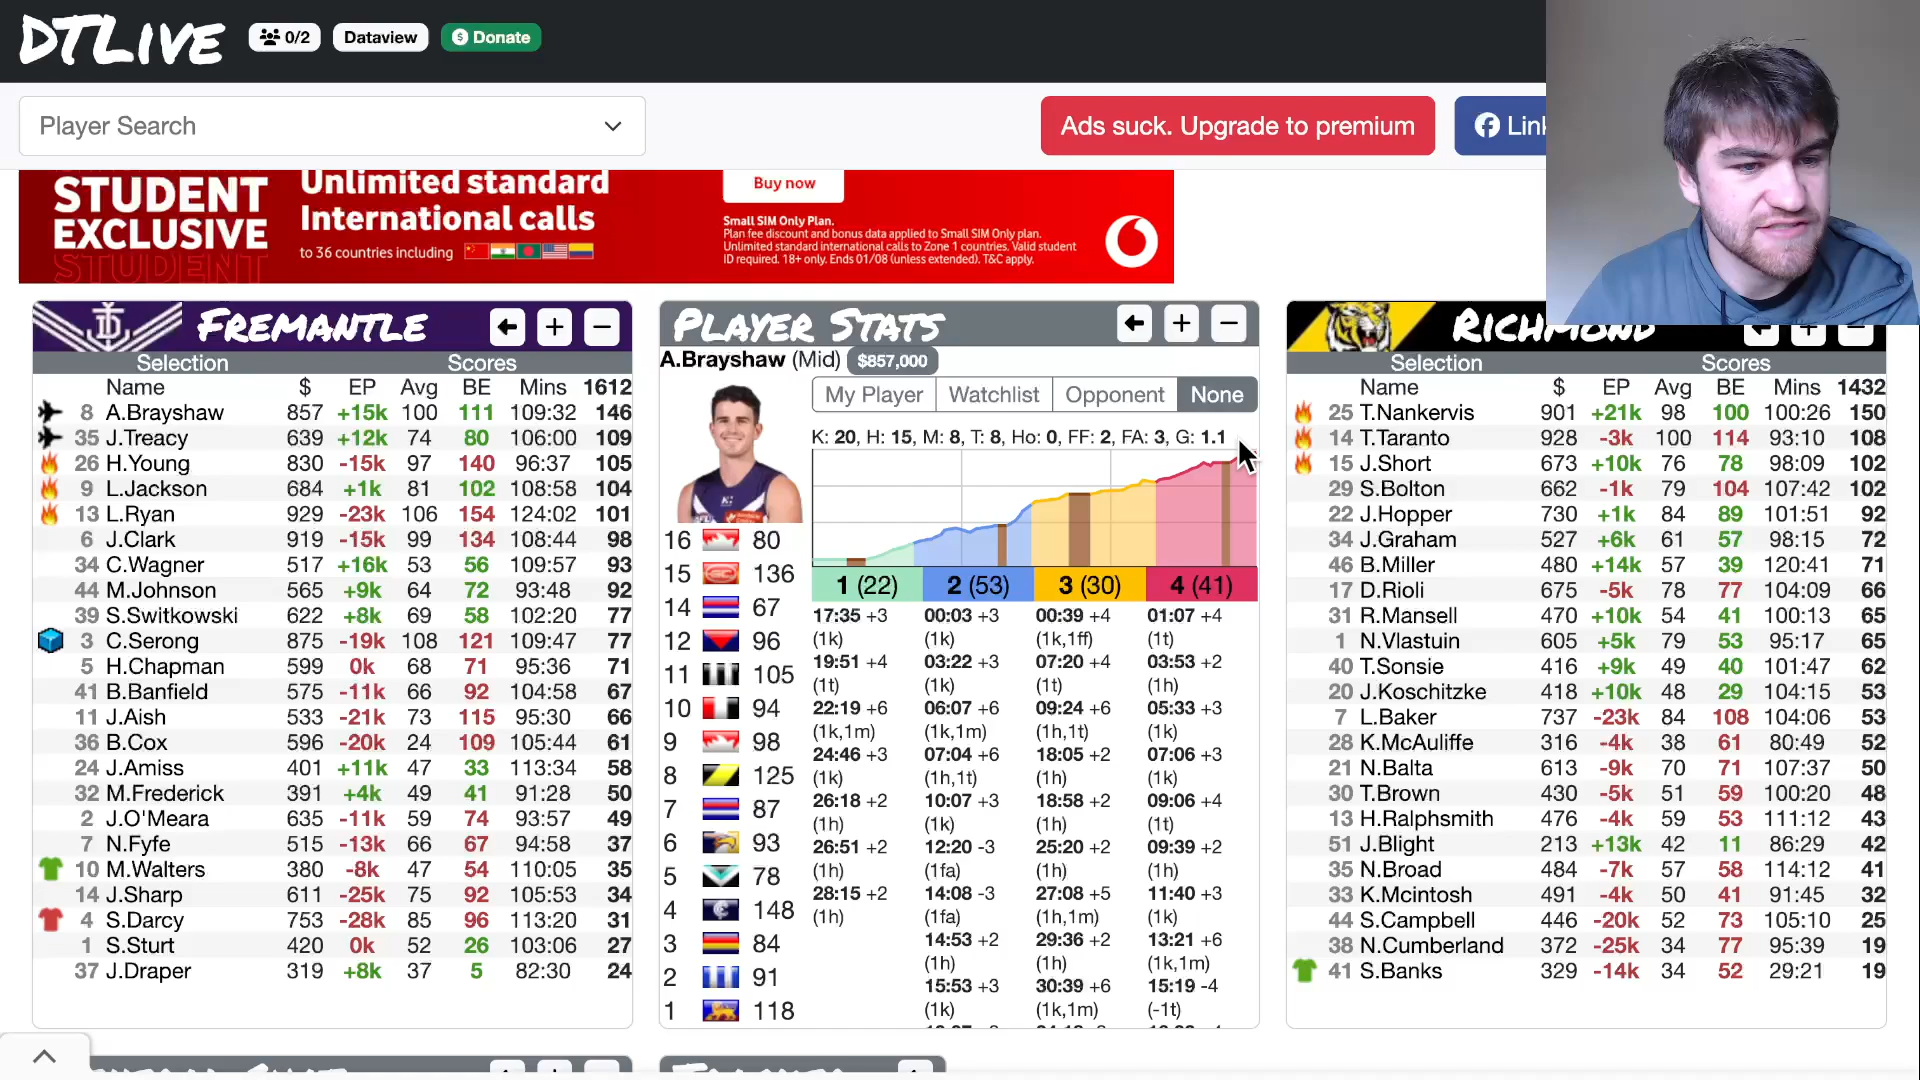 DTLIVE 0/2 Dataview $ Donate
Player Search
Ads suck. Upgrade to premium
STUDENT EXCLUSIVE
Unlimited standard International calls
to 36 countries including
Buy now
Small SIM Only Plan.
Plan fee discount and bonus data applied to Small SIM Only plan.
Unlimited standard international calls to Zone 1 countries. Valid student
ID required. 18+ only. Ends 01/08 (unless extended). T&C apply.
FREMANTLE
Selection Scores
Name $ EP Avg BE Mins 1612
8 A.Brayshaw 857 +15k 100 111 109:32 146
35 J.Treacy 639 +12k 74 80 106:00 109
26 H.Young 830 -15k 97 140 96:37 105
9 L.Jackson 684 +1k 81 102 108:58 104
13 L.Ryan 929 -23k 106 154 124:02 101
6 J.Clark 919 -15k 99 134 108:44 98
34 C.Wagner 517 +16k 53 56 109:57 93
44 M.Johnson 565 +9k 64 72 93:48 92
39 S.Switkowski 622 +8k 69 58 102:20 77
3 C.Serong 875 -19k 108 121 109:47 77
5 H.Chapman 599 0k 68 71 95:36 71
41 B.Banfield 575 -11k 66 92 104:58 67
11 J.Aish 533 -21k 73 115 95:30 66
36 B.Cox 596 -20k 24 109 105:44 61
24 J.Amiss 401 +11k 47 33 113:34 58
32 M.Frederick 391 +4k 49 41 91:28 50
2 J.O'Meara 635 -11k 59 74 93:57 49
7 N.Fyfe 515 -13k 66 67 94:58 37
10 M.Walters 380 -8k 47 54 110:05 35
14 J.Sharp 611 -25k 75 92 105:53 34
4 S.Darcy 753 -28k 85 96 113:20 31
1 S.Sturt 420 0k 52 26 103:06 27
37 J.Draper 319 +8k 37 5 82:30 24
PLAYER STATS
A.Brayshaw (Mid) $857,000
My Player Watchlist Opponent None
K: 20, H: 15, M: 8, T: 8, Ho: 0, FF: 2, FA: 3, G: 1.1
16 80
15 136
14 67
12 96
11 105
10 94
9 98
8 125
7 87
6 93
5 78
4 148
3 84
2 91
1 118
1 (22) 2 (53) 3 (30) 4 (41)
17:35 +3 00:03 +3 00:39 +4 01:07 +4
(1k) (1k) (1k,1ff) (1t)
19:51 +4 03:22 +3 07:20 +4 03:53 +2
(1t) (1k) (1t) (1h)
22:19 +6 06:07 +6 09:24 +6 05:33 +3
(1k,1m) (1k,1m) (1h,1t) (1k)
24:46 +3 07:04 +6 18:05 +2 07:06 +3
(1k) (1h,1t) (1h) (1k)
26:18 +2 10:07 +3 18:58 +2 09:06 +4
(1h) (1k) (1h) (1t)
26:51 +2 12:20 -3 25:20 +2 09:39 +2
(1h) (1fa) (1h) (1h)
28:15 +2 14:08 -3 27:08 +5 11:40 +3
(1h) (1fa) (1h,1m) (1k)
14:53 +2 29:36 +2 13:21 +6
(1h) (1h) (1k,1m)
15:53 +3 30:39 +6 15:19 -4
(1k) (1k,1m) (-1t)
RICHMOND
Selection Scores
Name $ EP Avg BE Mins 1432
25 T.Nankervis 901 +21k 98 100 100:26 150
14 T.Taranto 928 -3k 100 114 93:10 108
15 J.Short 673 +10k 76 78 98:09 102
29 S.Bolton 662 -1k 79 104 107:42 102
22 J.Hopper 730 +1k 84 89 101:51 92
34 J.Graham 527 +6k 61 57 98:15 72
46 B.Miller 480 +14k 57 39 120:41 71
17 D.Rioli 675 -5k 78 77 104:09 66
31 R.Mansell 470 +10k 54 41 100:13 65
1 N.Vlastuin 605 +5k 79 53 95:17 65
40 T.Sonsie 416 +9k 49 40 101:47 62
20 J.Koschitzke 418 +10k 48 29 104:15 53
7 L.Baker 737 -23k 84 108 104:06 53
28 K.McAuliffe 316 -4k 38 61 80:49 52
21 N.Balta 613 -9k 70 71 107:37 50
30 T.Brown 430 -5k 51 59 100:20 48
13 H.Ralphsmith 476 -4k 59 53 111:12 43
51 J.Blight 213 +13k 42 11 86:29 42
35 N.Broad 484 -7k 57 58 114:12 41
33 K.Mcintosh 491 -4k 50 41 91:45 32
44 S.Campbell 446 -20k 52 73 105:10 25
38 N.Cumberland 372 -25k 34 77 95:39 19
41 S.Banks 329 -14k 34 52 29:21 19